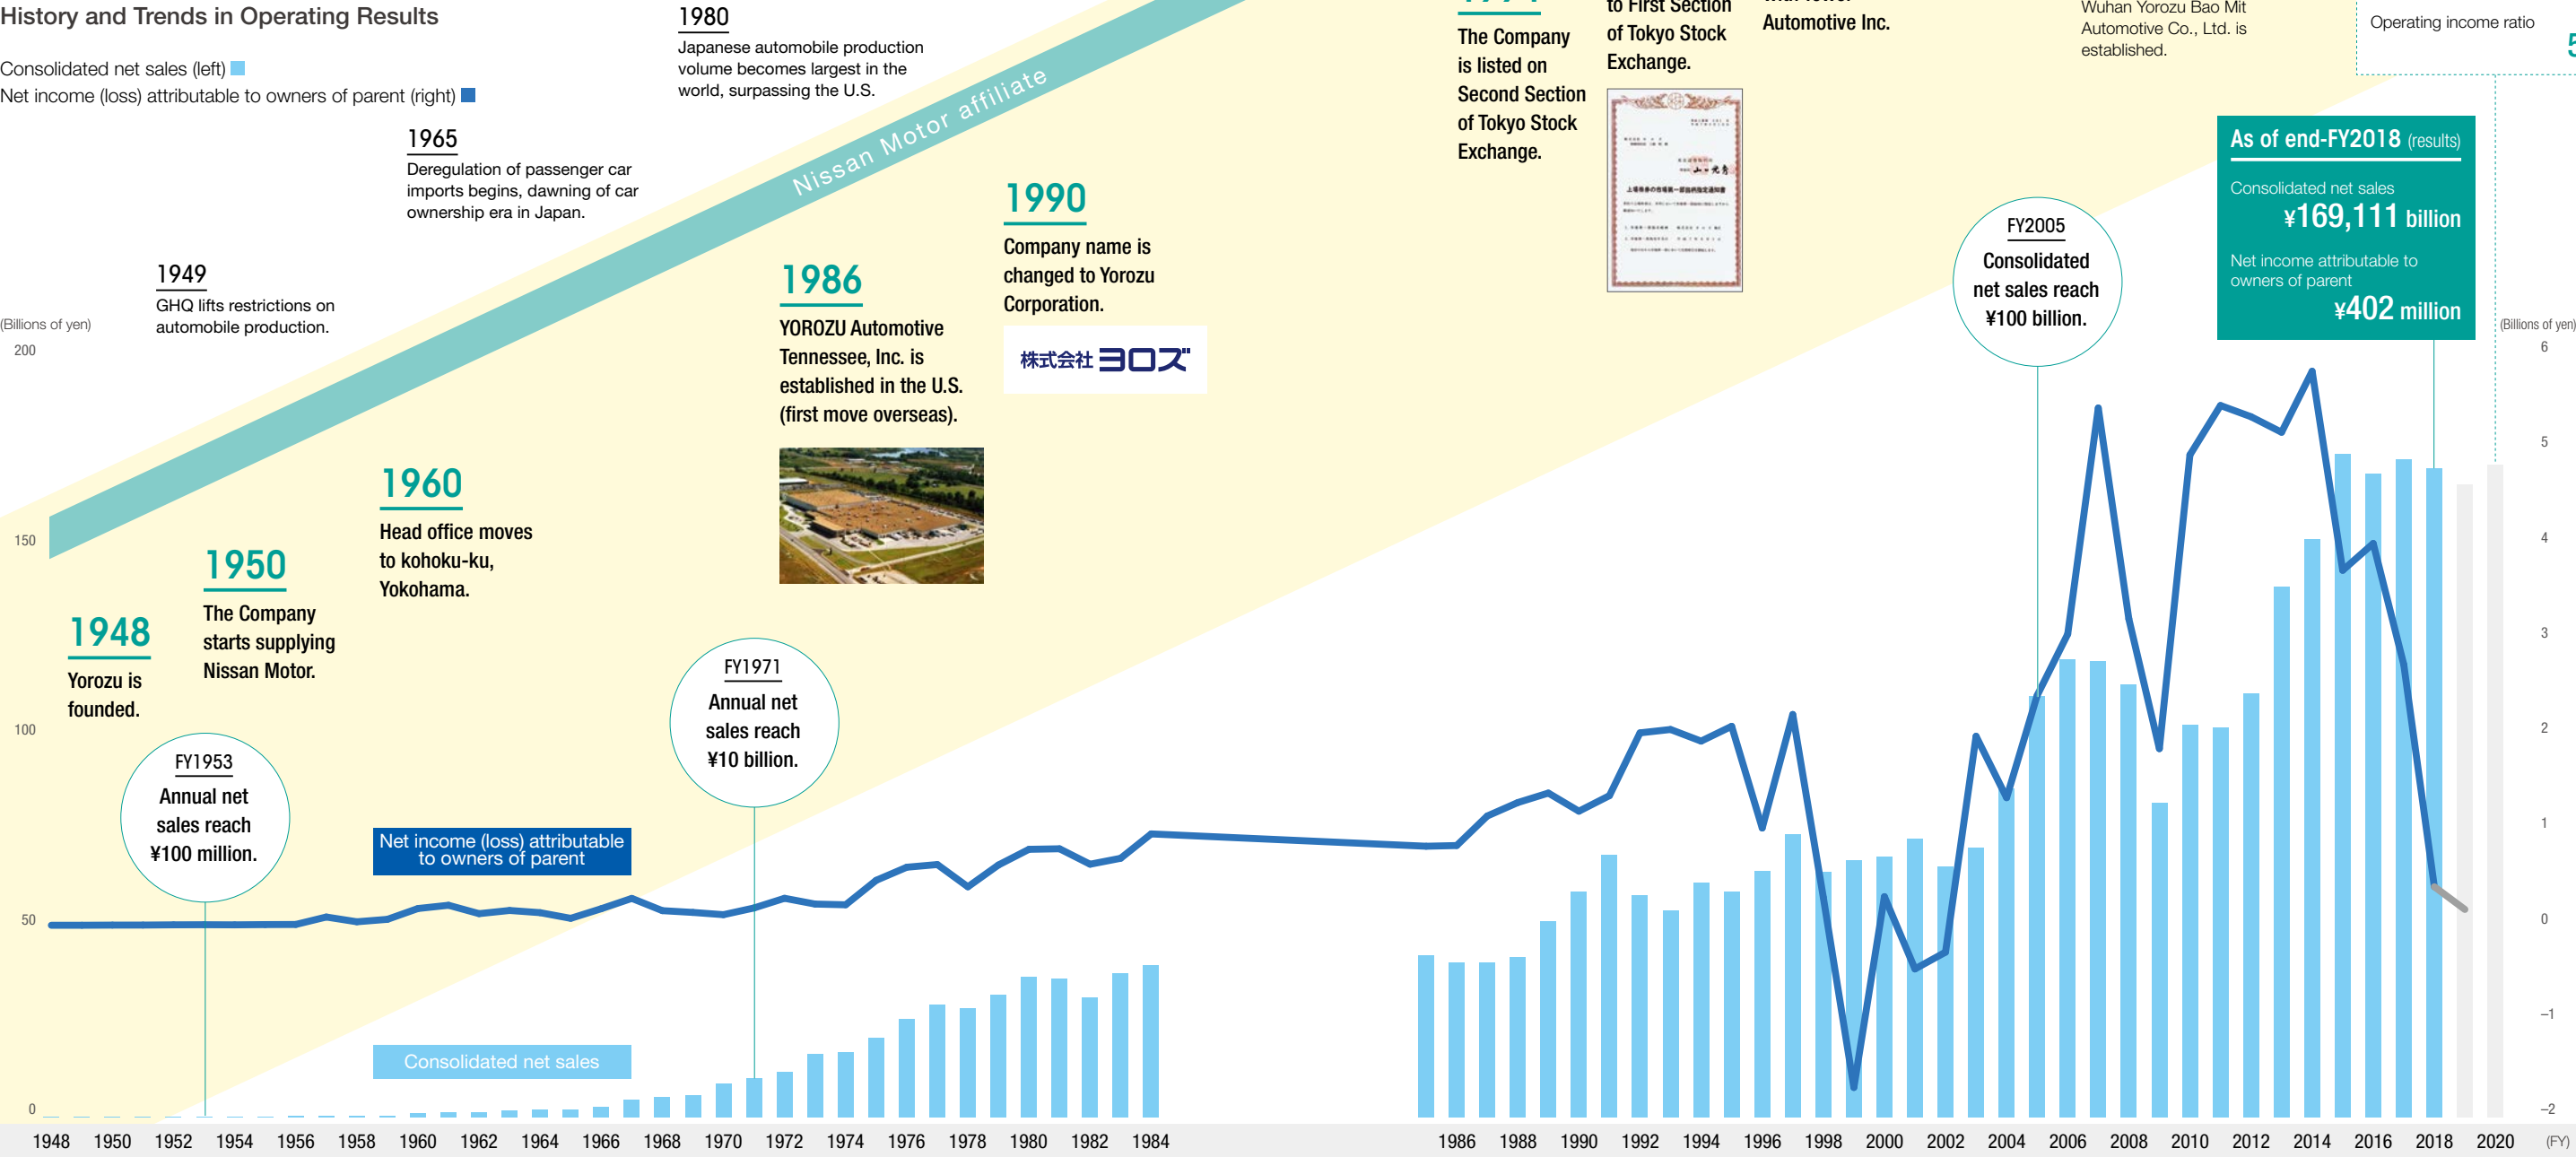 History and Trends in Operating Results
Consolidated net sales (left)
Net income (loss) attributable to owners of parent (right)
1980
Japanese automobile production
volume becomes largest in the
world, surpassing the U.S.
1965
Deregulation of passenger car
imports begins, dawning of car
ownership era in Japan.
1949
GHQ lifts restrictions on
automobile production.
Nissan Motor affiliate
The Company
is listed on
Second Section
of Tokyo Stock
Exchange.
to First Section
of Tokyo Stock
Exchange.
Automotive Inc.
Wuhan Yorozu Bao Mit
Automotive Co., Ltd. is
established.
Operating income ratio
As of end-FY2018 (results)
Consolidated net sales
¥169,111 billion
Net income attributable to
owners of parent
¥402 million
1948
Yorozu is
founded.
1950
The Company
starts supplying
Nissan Motor.
1960
Head office moves
to kohoku-ku,
Yokohama.
1986
YOROZU Automotive
Tennessee, Inc. is
established in the U.S.
(first move overseas).
1990
Company name is
changed to Yorozu
Corporation.
株式会社 ヨロズ
FY1953
Annual net
sales reach
¥100 million.
FY1971
Annual net
sales reach
¥10 billion.
FY2005
Consolidated
net sales reach
¥100 billion.
Net income (loss) attributable
to owners of parent
Consolidated net sales
(Billions of yen)
200
150
100
50
0
(Billions of yen)
6
5
4
3
2
1
0
–1
–2
1948 1950 1952 1954 1956 1958 1960 1962 1964 1966 1968 1970 1972 1974 1976 1978 1980 1982 1984 1986 1988 1990 1992 1994 1996 1998 2000 2002 2004 2006 2008 2010 2012 2014 2016 2018 2020 (FY)